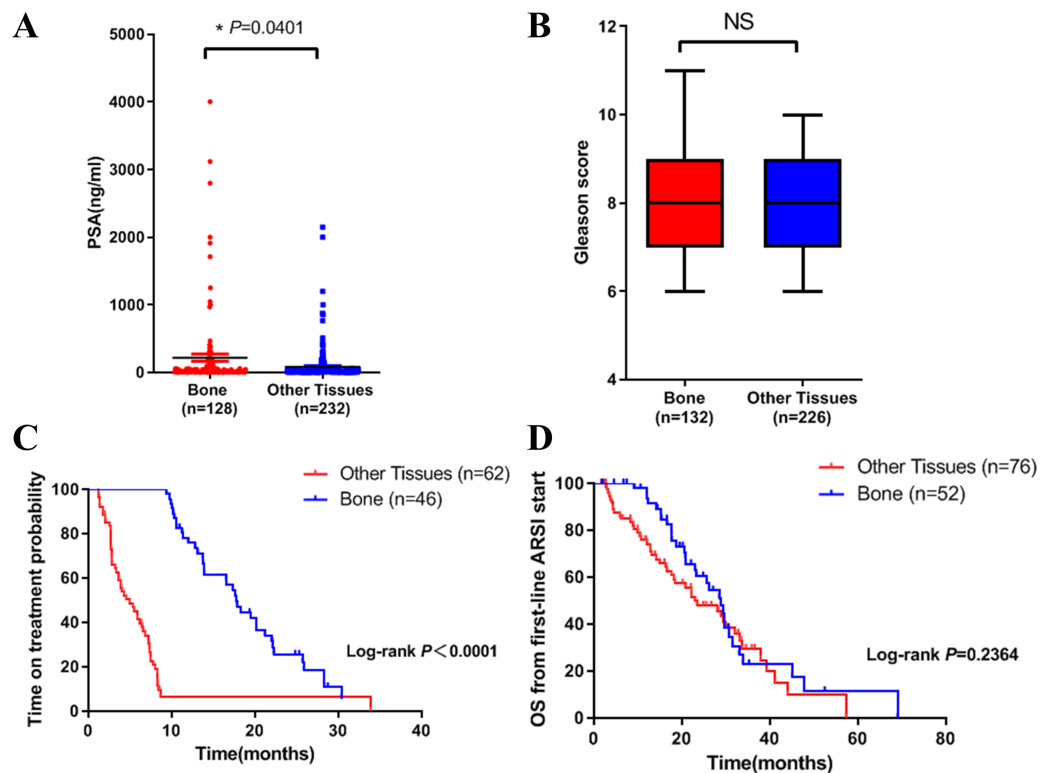 A
* P=0.0401
PSA(ng/ml)
5000
4000
3000
2000
1000
0
Bone
(n=128)
Other Tissues
(n=232)
B
NS
Gleason score
12
10
8
6
4
Bone
(n=132)
Other Tissues
(n=226)
C
Other Tissues (n=62)
Bone (n=46)
Time on treatment probability
100
80
60
40
20
0
Log-rank P<0.0001
0 10 20 30 40
Time(months)
D
Other Tissues (n=76)
Bone (n=52)
OS from first-line ARSI start
100
80
60
40
20
0
Log-rank P=0.2364
0 20 40 60 80
Time(months)